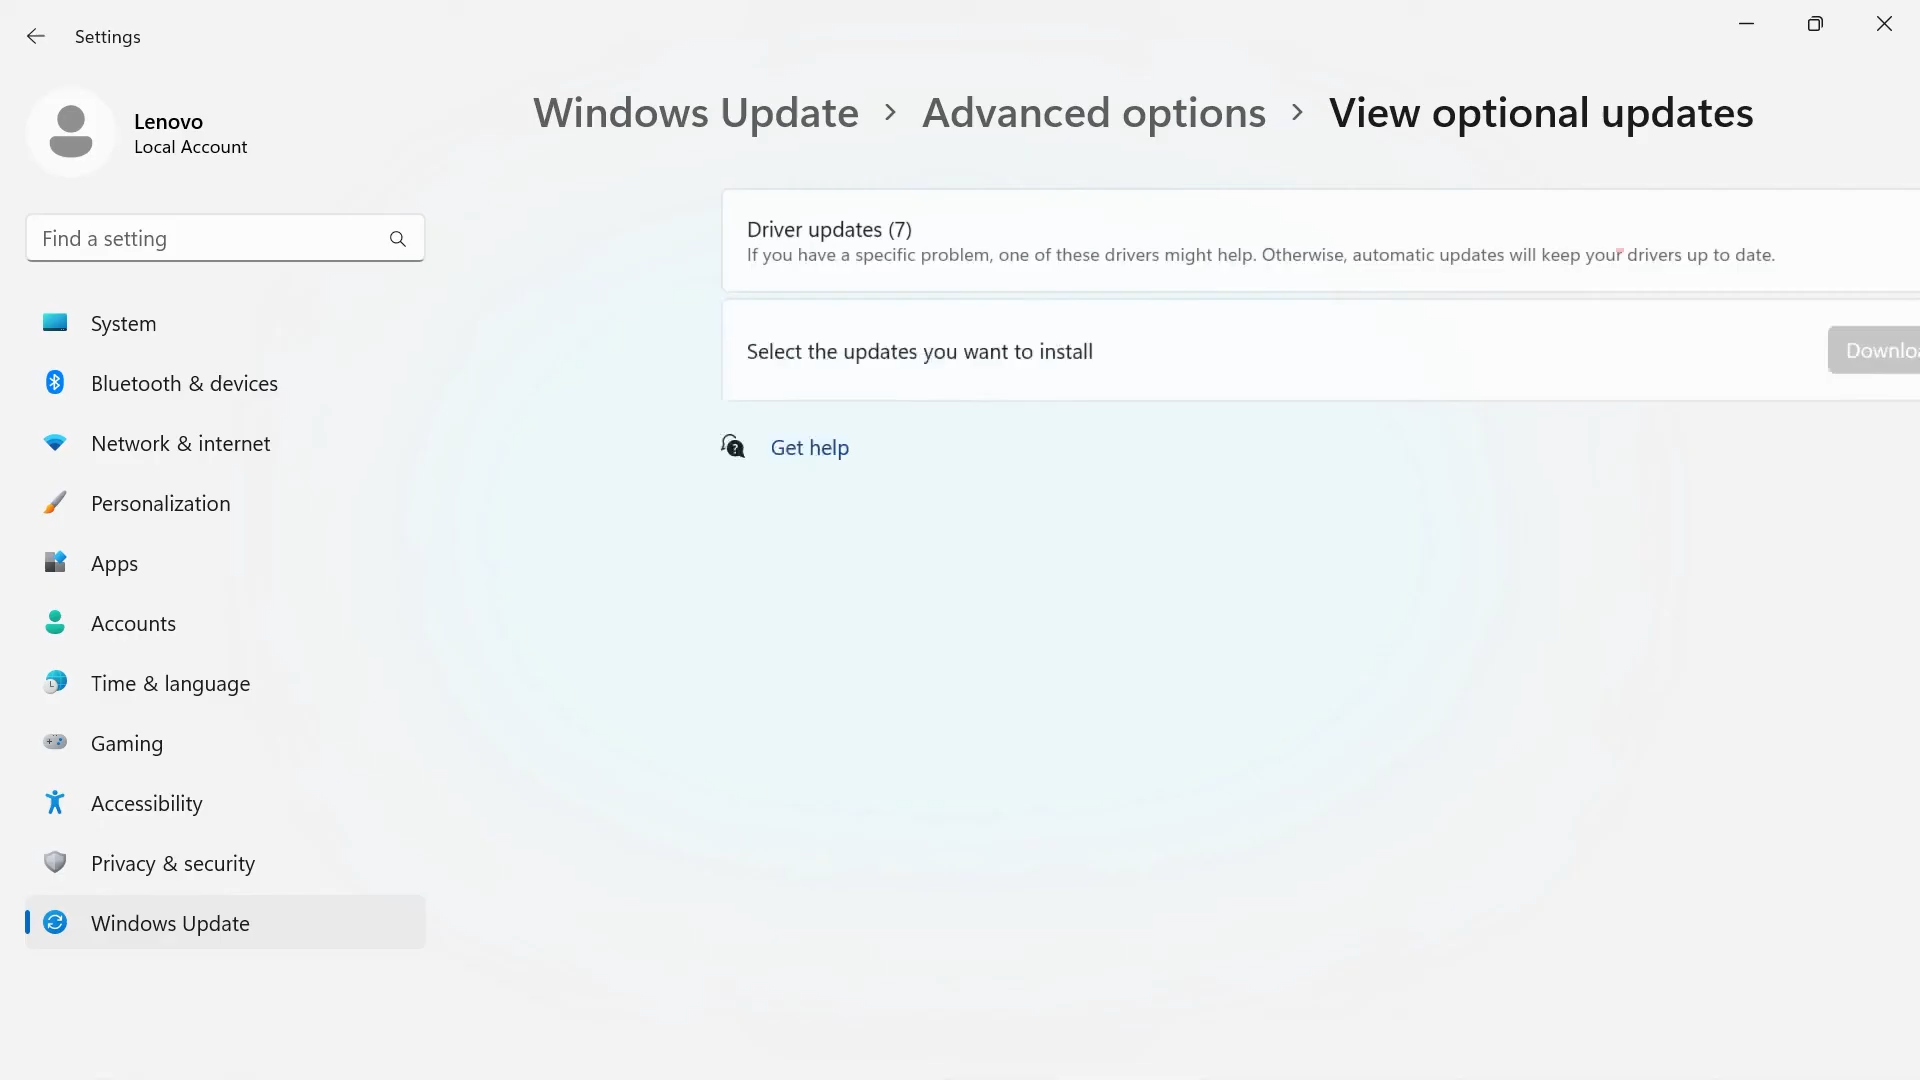 Settings
Lenovo
Local Account
Find a setting
System
Bluetooth & devices
Network & internet
Personalization
Apps
Accounts
Time & language
Gaming
Accessibility
Privacy & security
Windows Update
Windows Update > Advanced options > View optional updates
Driver updates (7)
If you have a specific problem, one of these drivers might help. Otherwise, automatic updates will keep your drivers up to date.
Select the updates you want to install
Get help